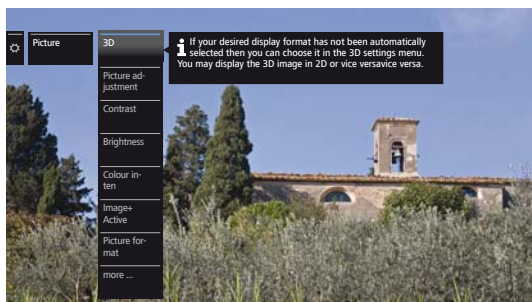 Picture
3D
If your desired display format has not been automatically
selected then you can choose it in the 3D settings menu.
You may display the 3D image in 2D or vice versavice versa.
Picture ad-
justment
Contrast
Brightness
Colour in-
ten
Image+
Active
Picture for-
mat
more ...